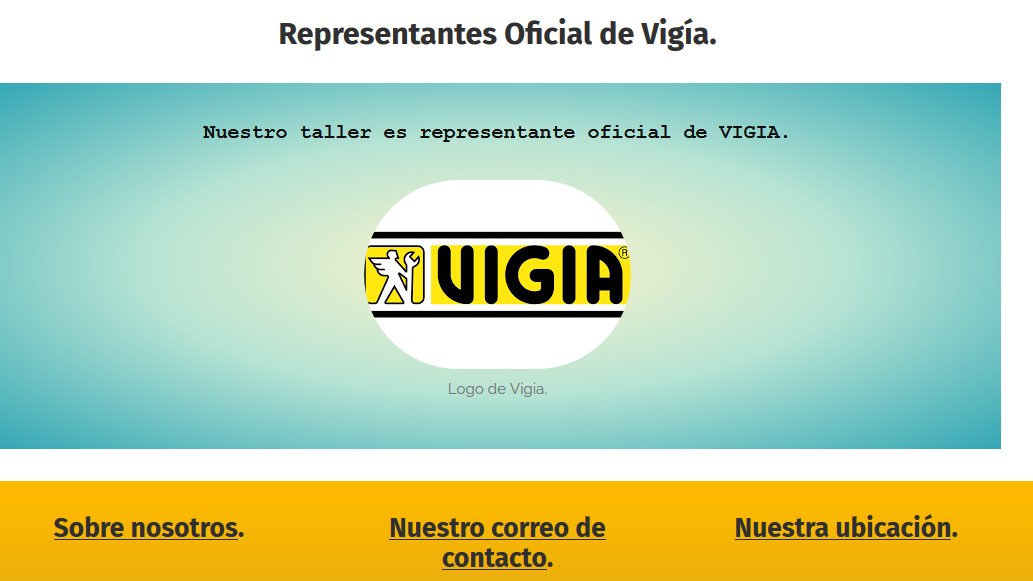 Representantes Oficial de Vigía.
Nuestro taller es representante oficial de VIGIA.
VIGIA®
Logo de Vigia.
Sobre nosotros.
Nuestro correo de
contacto.
Nuestra ubicación.